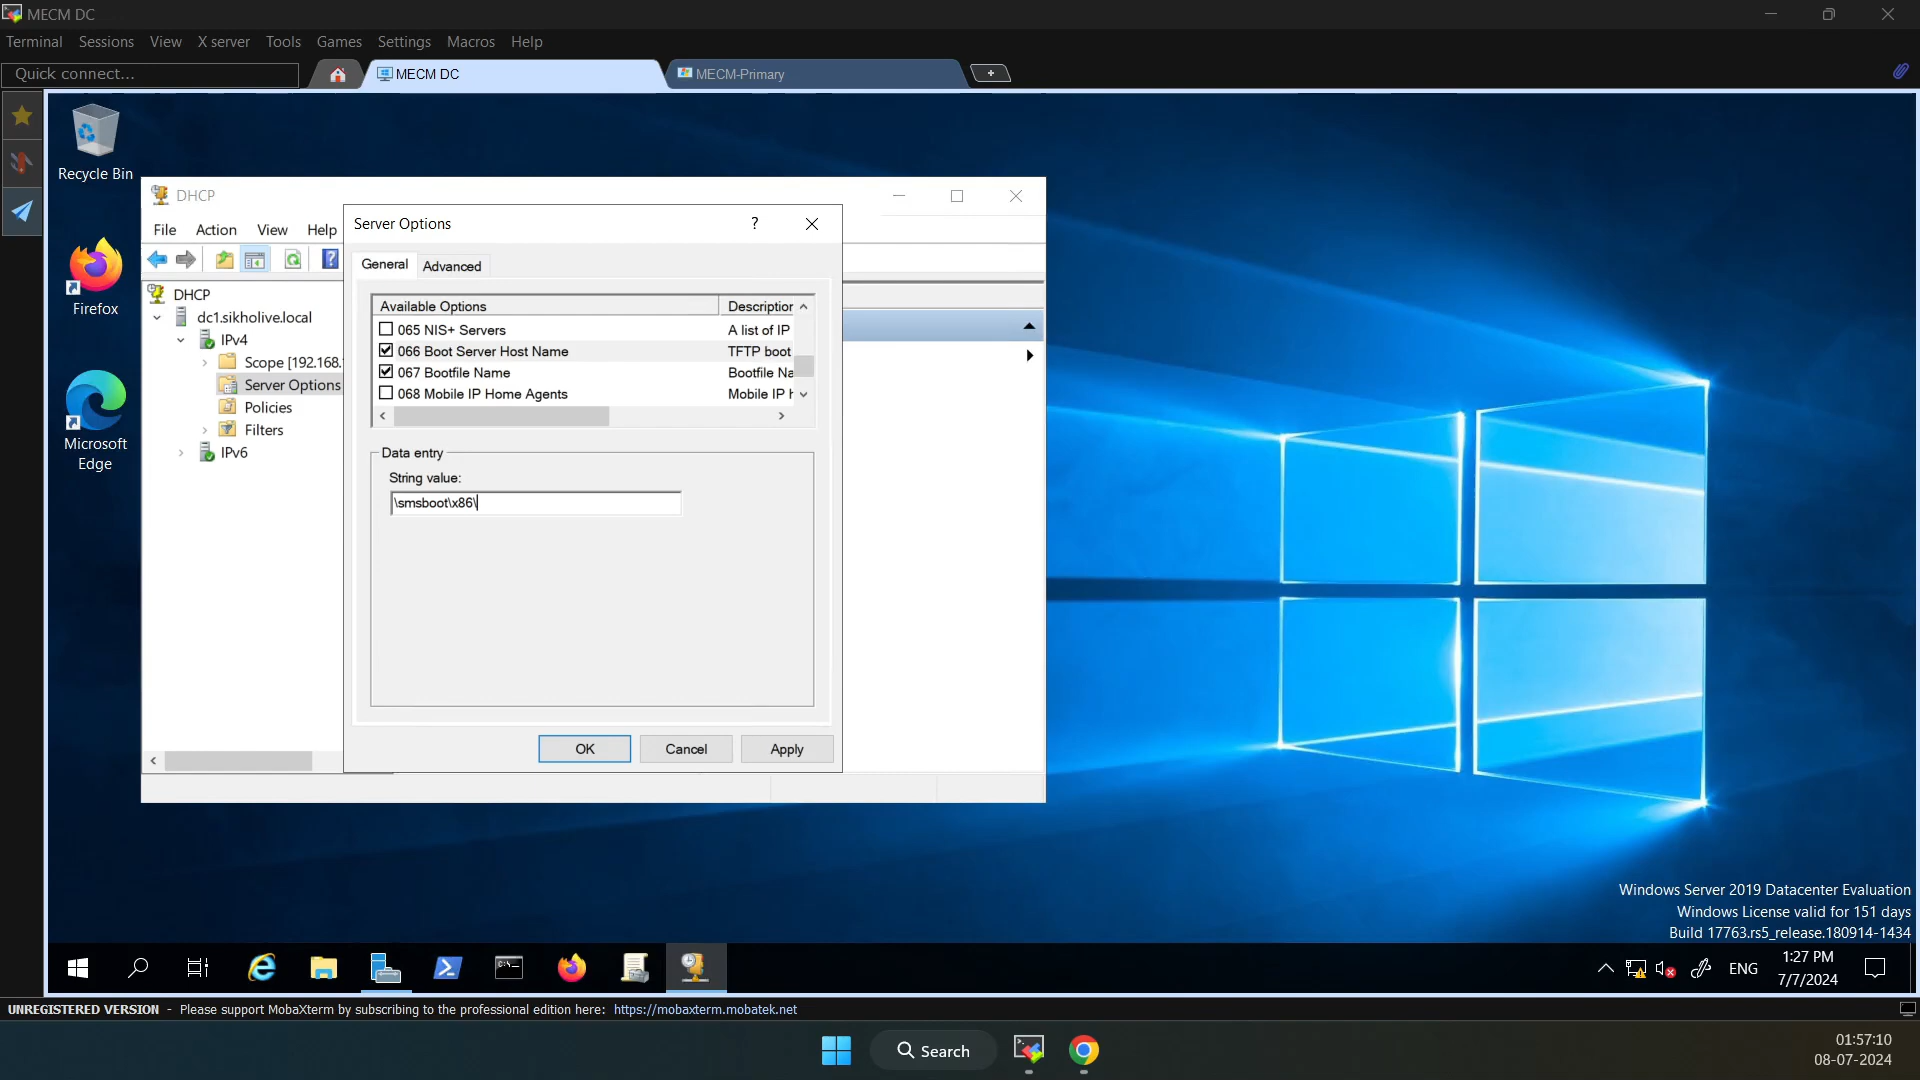 MECM DC
Terminal Sessions View X server Tools Games Settings Macros Help
Quick connect...
MECM DC
MECM-Primary
Recycle Bin
Firefox
Microsoft
Edge
DHCP
File Action View Help
DHCP
dc1.sikholive.local
IPv4
Scope [192.168.
Server Options
Policies
Filters
IPv6
Server Options
General Advanced
Available Options Description
065 NIS+ Servers A list of IP
066 Boot Server Host Name TFTP boot
067 Bootfile Name Bootfile Na
068 Mobile IP Home Agents Mobile IP
Data entry
String value:
\smsboot\x86\
OK Cancel Apply
Windows Server 2019 Datacenter Evaluation
Windows License valid for 151 days
Build 17763.rs5_release.180914-1434
ENG
1:27 PM
7/7/2024
UNREGISTERED VERSION - Please support MobaXterm by subscribing to the professional edition here: https://mobaxterm.mobatek.net
Search
01:57:10
08-07-2024